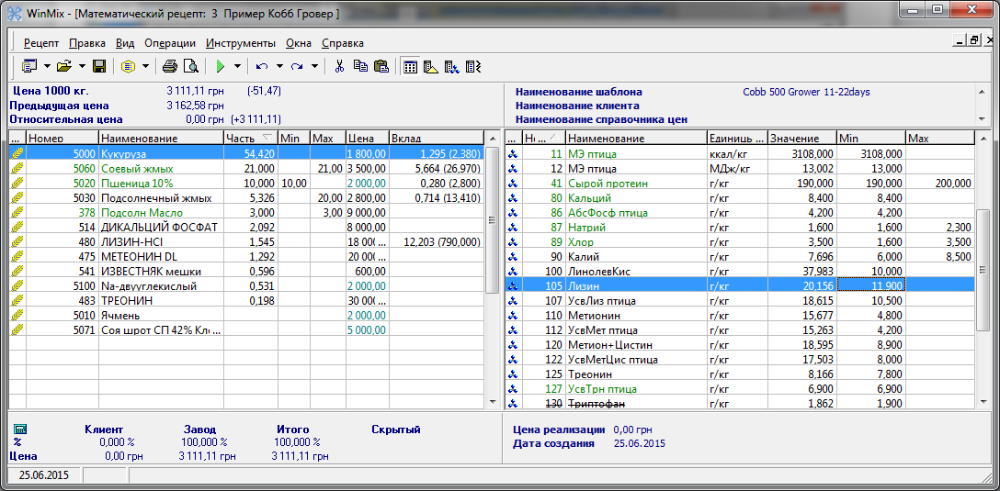 WinMix - [Математический рецепт: 3 Пример Кобб Гровер ]
Рецепт Правка Вид Операции Инструменты Окна Справка
Цена 1000 кг. 3 111,11 грн (-51,47)
Предыдущая цена 3 162,58 грн
Относительная цена 0,00 грн (+3 111,11)
Наименование шаблона Cobb 500 Grower 11-22days
Наименование клиента
Наименование справочника цен
... Номер Наименование Часть Min Max Цена Вклад
5000 Кукуруза 54,420 1 800,00 1,295 (2,380)
5060 Соевый жмых 21,000 21,00 3 500,00 5,664 (26,970)
5020 Пшеница 10% 10,000 10,00 2 000,00 0,280 (2,800)
5030 Подсолнечный жмых 5,326 20,00 2 800,00 0,714 (13,410)
378 Подсолн Масло 3,000 3,00 9 000,00
514 ДИКАЛЬЦИЙ ФОСФАТ 2,092 8 000,00
480 ЛИЗИН-HCl 1,545 18 000 ... 12,203 (790,000)
475 МЕТЕОНИН DL 1,292 20 000 ...
541 ИЗВЕСТНЯК мешки 0,596 600,00
5100 Na-двууглекислый 0,531 2 000,00
483 ТРЕОНИН 0,198 30 000 ...
5010 Ячмень 2 000,00
5071 Соя шрот СП 42% Кл ... 5 000,00
... Наименование Единиць ... Значение Min Max
11 МЭ птица ккал/кг 3108,000 3108,000
12 МЭ птица МДж/кг 13,002 13,000
41 Сырой протеин г/кг 190,000 190,000 200,000
80 Кальций г/кг 8,400 8,400
86 АбсФосф птица г/кг 4,200 4,200
87 Натрий г/кг 1,600 1,600 2,300
89 Хлор г/кг 3,500 1,600 3,500
90 Калий г/кг 7,696 6,000 8,500
100 ЛинолевКис г/кг 37,983 10,000
105 Лизин г/кг 20,156 11,900
107 УсвЛиз птица г/кг 18,615 10,500
110 Метионин г/кг 15,677 4,800
112 УсвМет птица г/кг 15,263 4,200
120 Метион+Цистин г/кг 18,595 8,900
122 УсвМетЦис птица г/кг 17,503 8,000
125 Треонин г/кг 8,166 7,800
127 УсвТрн птица г/кг 6,900 6,900
130 Триптофан г/кг 1,862 1,900
Клиент Завод Итого Скрытый
% 0,000 % 100,000 % 100,000 %
Цена 0,00 грн 3 111,11 грн 3 111,11 грн
Цена реализации 0,00 грн
Дата создания 25.06.2015
25.06.2015